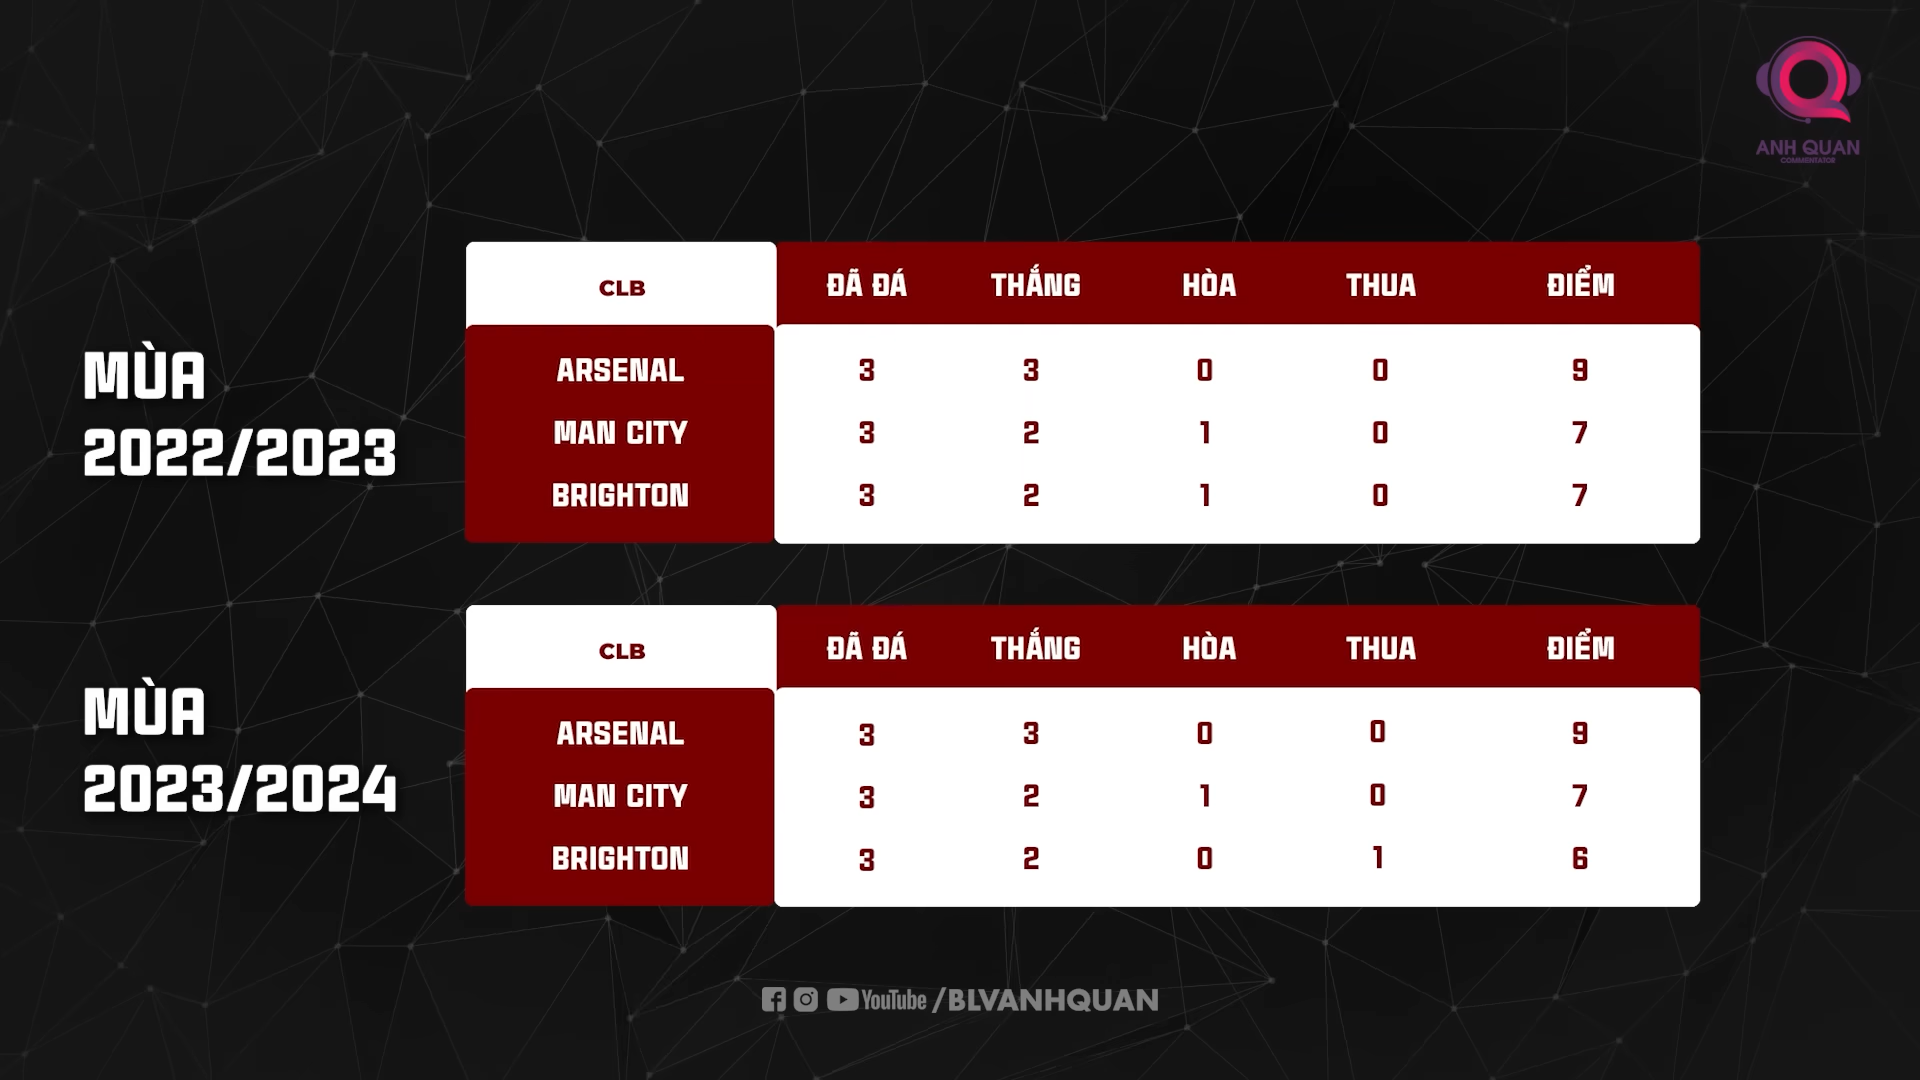 ANH QUAN
COMMENTATOR
MÙA
2022/2023
CLB ĐÃ ĐÁ THẮNG HÒA THUA ĐIỂM
ARSENAL 3 3 0 0 9
MAN CITY 3 2 1 0 7
BRIGHTON 3 2 1 0 7
MÙA
2023/2024
CLB ĐÃ ĐÁ THẮNG HÒA THUA ĐIỂM
ARSENAL 3 3 0 0 9
MAN CITY 3 2 1 0 7
BRIGHTON 3 2 0 1 6
YouTube /BLVANHQUAN